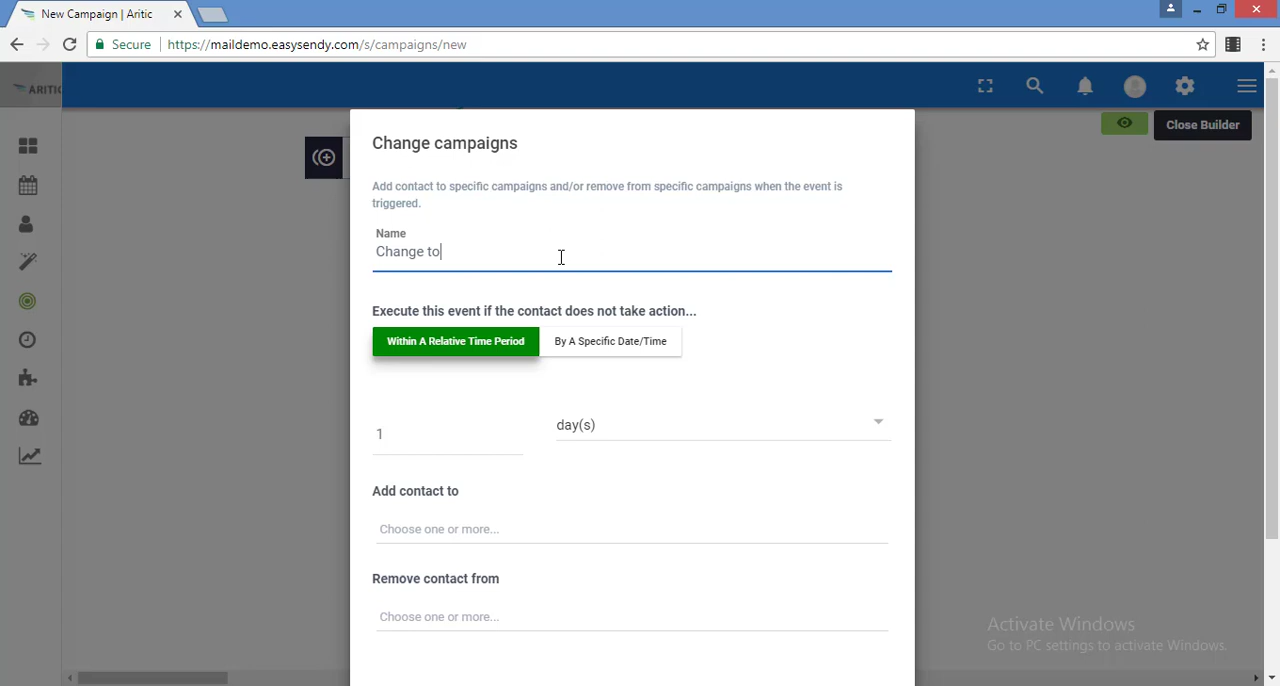 New Campaign | Aritic
Secure
https://maildemo.easysendy.com/s/campaigns/new
ARITIC
Close Builder
Change campaigns
Add contact to specific campaigns and/or remove from specific campaigns when the event is
triggered.
Name
Change to
Execute this event if the contact does not take action...
Within A Relative Time Period
By A Specific Date/Time
1
day(s)
Add contact to
Choose one or more...
Remove contact from
Choose one or more...
Activate Windows
Go to PC settings to activate Windows.